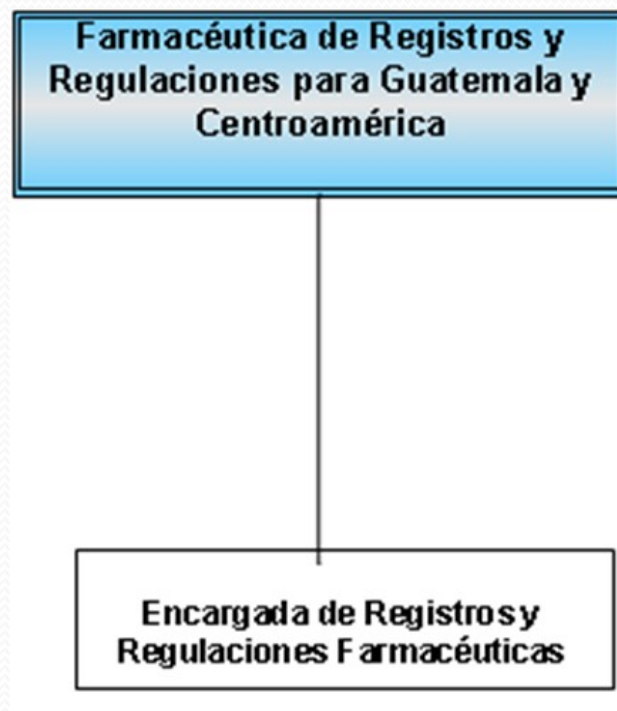 Farmacéutica de Registros y
Regulaciones para Guatemala y
Centroamérica
Encargada de Registros y
Regulaciones Farmacéuticas